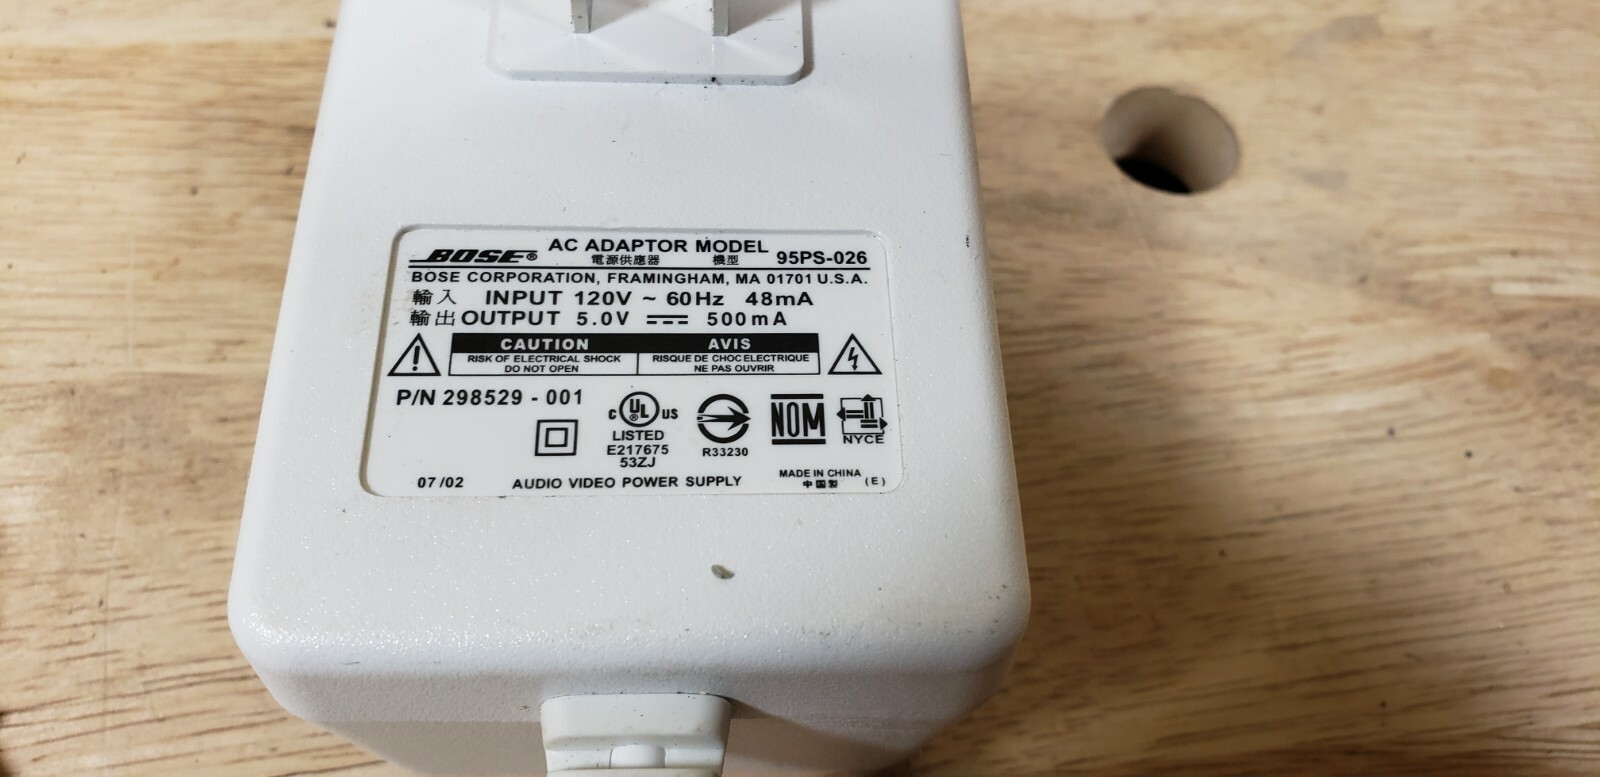 BOSE® AC ADAPTOR MODEL 95PS-026
電源供應器 機型
BOSE CORPORATION, FRAMINGHAM, MA 01701 U.S.A.
輸入 INPUT 120V ~ 60Hz 48mA
輸出 OUTPUT 5.0V ⎓ 500mA
CAUTION
RISK OF ELECTRICAL SHOCK
DO NOT OPEN
AVIS
RISQUE DE CHOC ELECTRIQUE
NE PAS OUVRIR
P/N 298529 - 001
C UL ® US
LISTED
E217675
53ZJ
R33230
NOM
NYCE
07/02
AUDIO VIDEO POWER SUPPLY
MADE IN CHINA
中国製 (E)